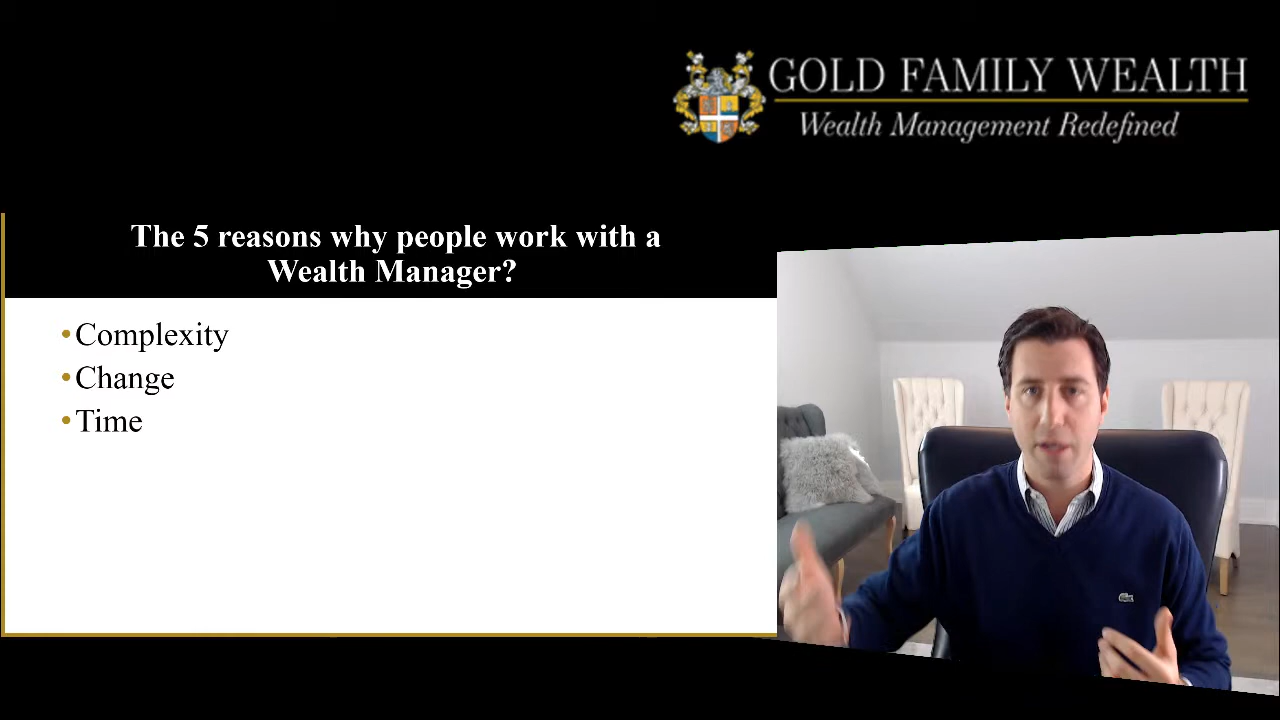 GOLD FAMILY WEALTH
Wealth Management Redefined
The 5 reasons why people work with a
Wealth Manager?
•Complexity
•Change
•Time